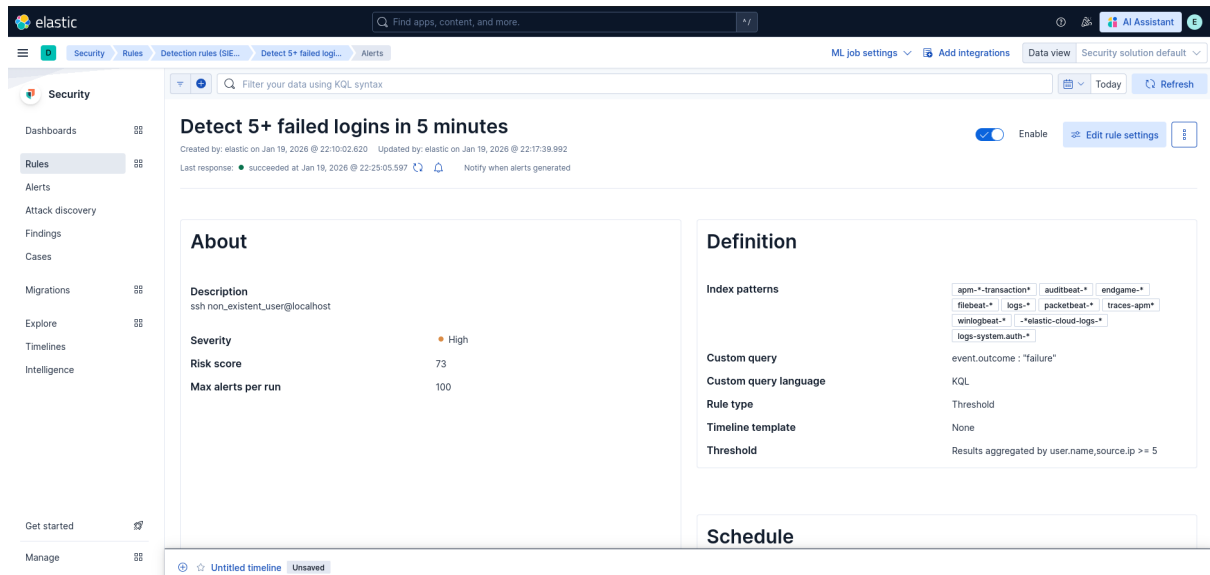 elastic
Find apps, content, and more.
^/
AI Assistant
E
D
Security
Rules
Detection rules (SIE...
Detect 5+ failed logi...
Alerts
ML job settings
Add integrations
Data view
Security solution default
Security
Filter your data using KQL syntax
Today
Refresh
Dashboards
Rules
Alerts
Attack discovery
Findings
Cases
Migrations
Explore
Timelines
Intelligence
Get started
Manage
Detect 5+ failed logins in 5 minutes
Created by: elastic on Jan 19, 2026 @ 22:10:02.620 Updated by: elastic on Jan 19, 2026 @ 22:17:39.992
Last response: succeeded at Jan 19, 2026 @ 22:25:05.597 Notify when alerts generated
Enable
Edit rule settings
About
Description
ssh non_existent_user@localhost
Severity High
Risk score 73
Max alerts per run 100
Definition
Index patterns apm-*-transaction* auditbeat-* endgame-*
filebeat-* logs-* packetbeat-* traces-apm*
winlogbeat-* -*elastic-cloud-logs-*
logs-system.auth-*
Custom query event.outcome : "failure"
Custom query language KQL
Rule type Threshold
Timeline template None
Threshold Results aggregated by user.name,source.ip >= 5
Schedule
Untitled timeline Unsaved